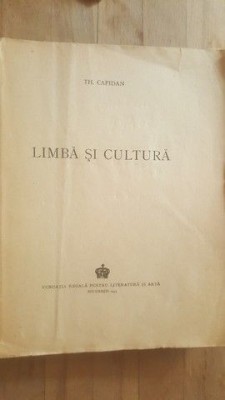 TH. CAPIDAN
LIMBĂ ȘI CULTURĂ
FUNDAȚIA REGALĂ PENTRU LITERATURĂ ȘI ARTĂ
BUCUREȘTI